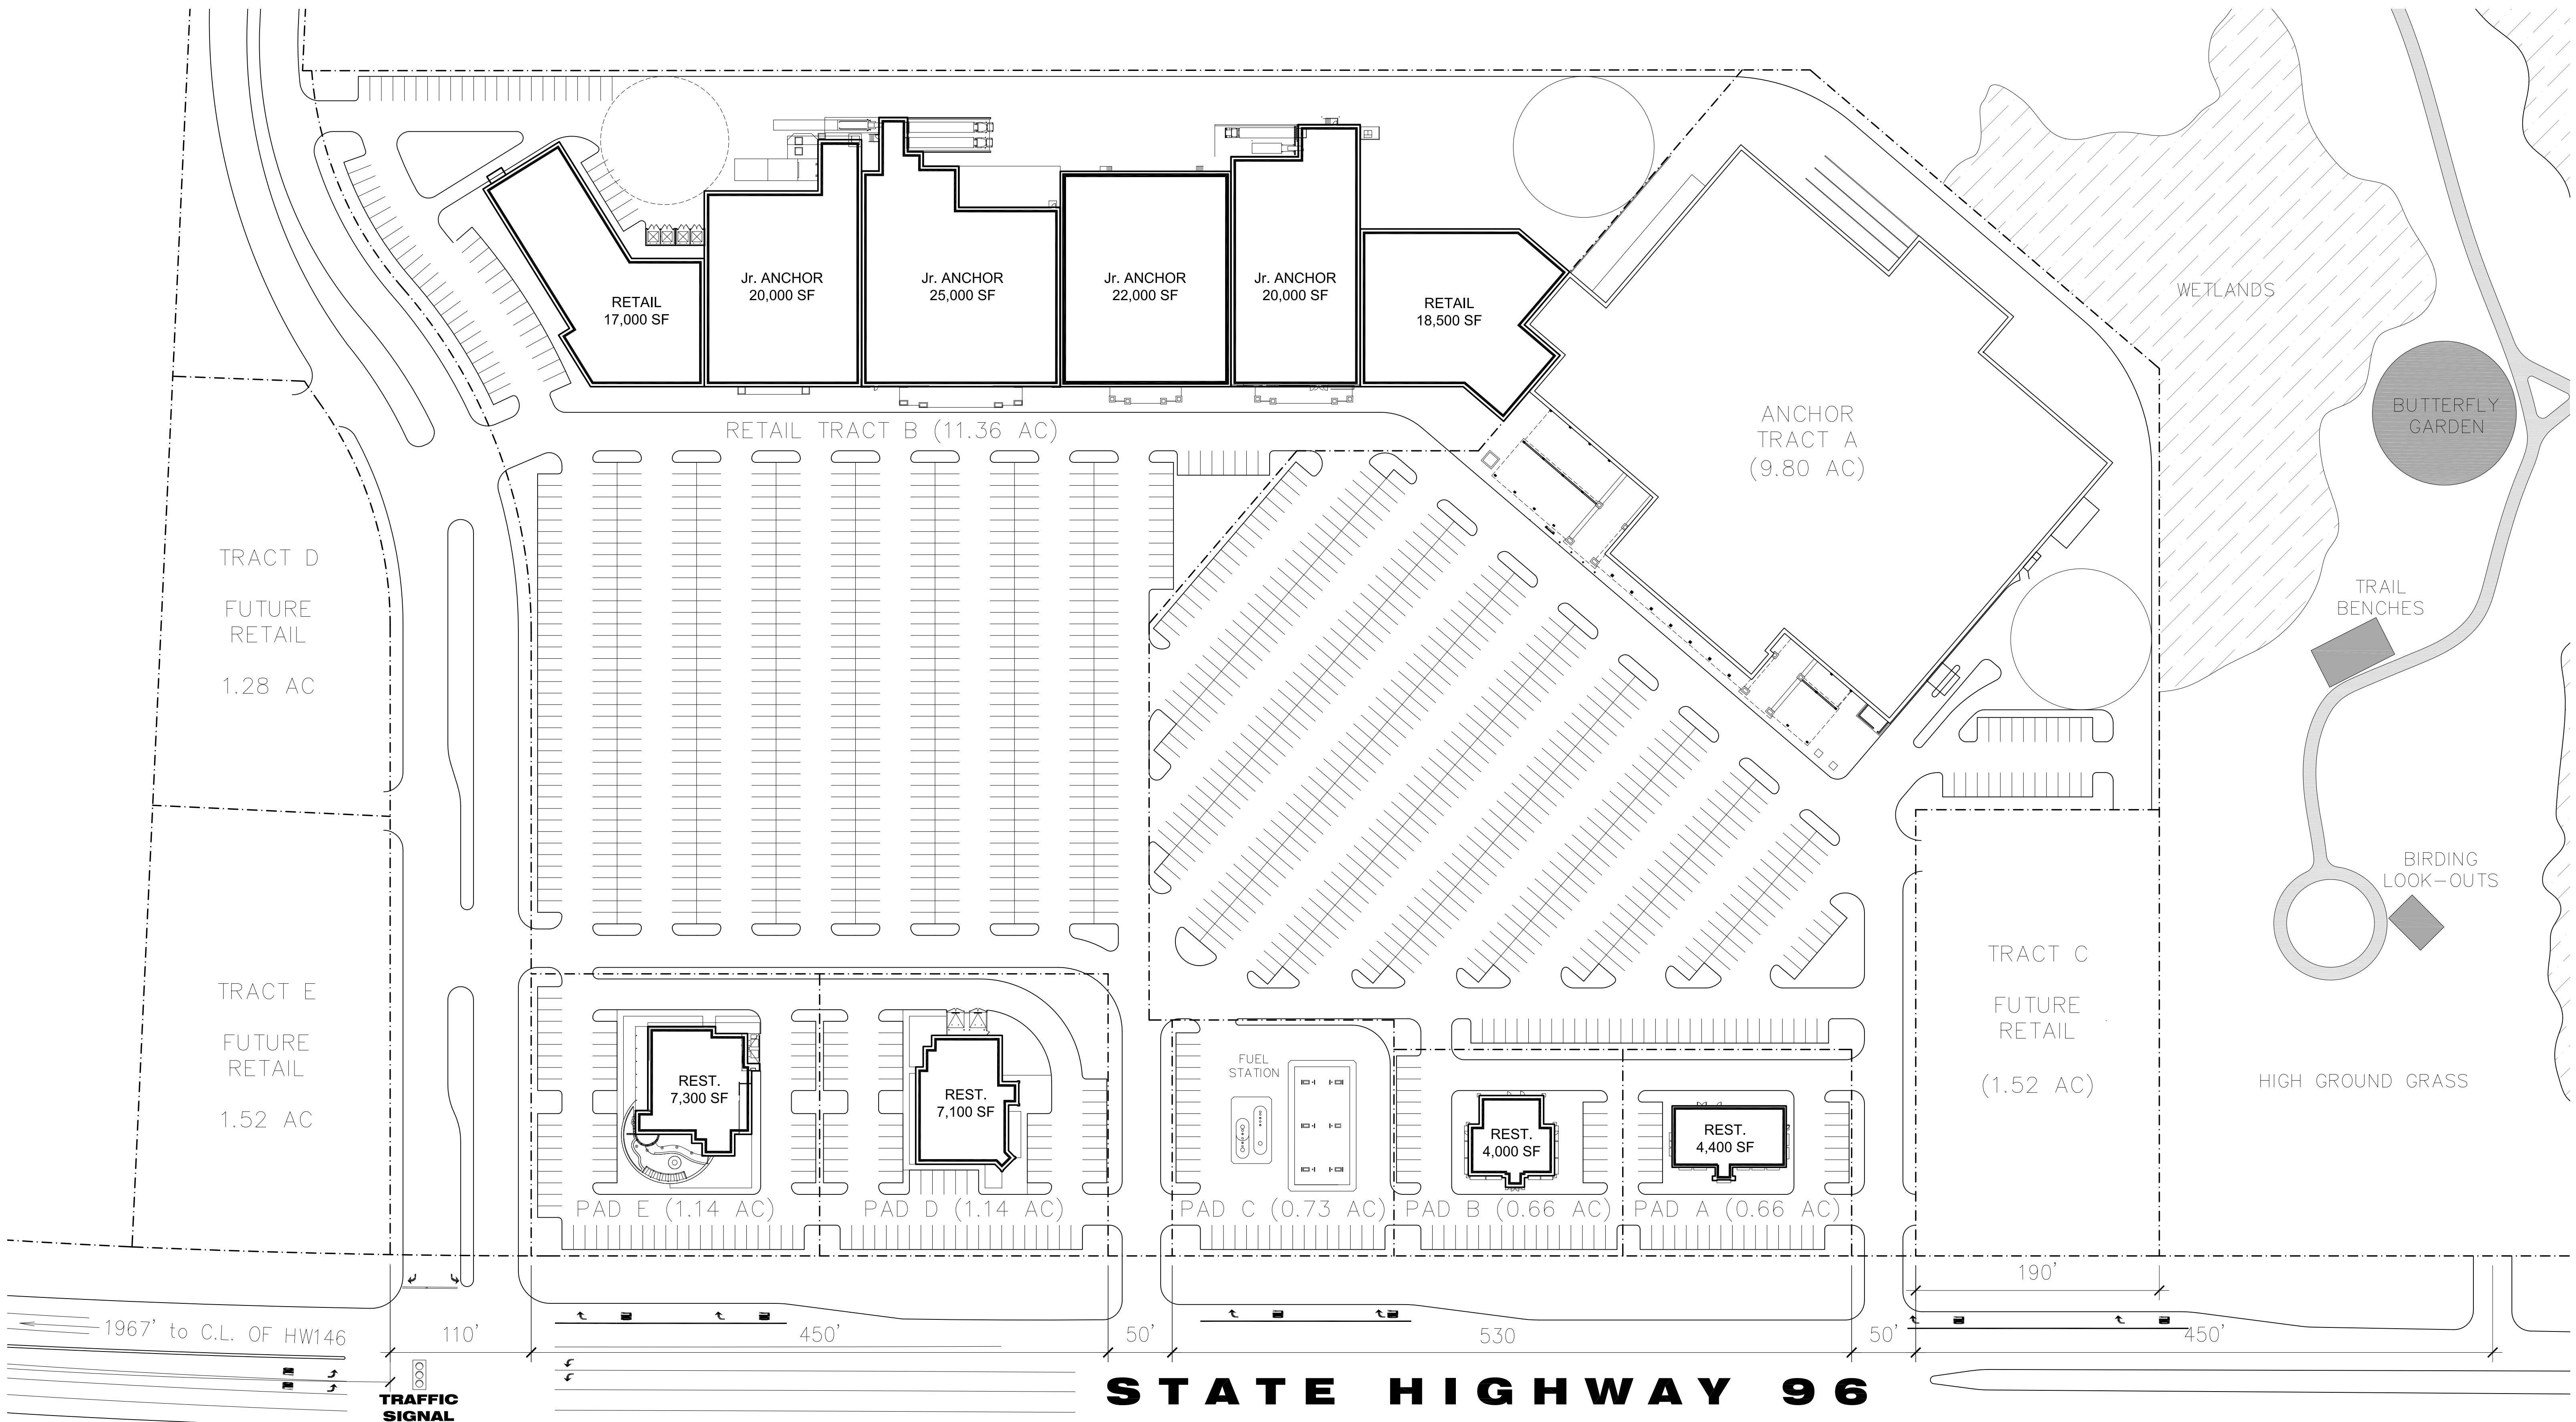 Jr. ANCHOR
20,000 SF
Jr. ANCHOR
25,000 SF
Jr. ANCHOR
22,000 SF
Jr. ANCHOR
20,000 SF
RETAIL
17,000 SF
RETAIL
18,500 SF
WETLANDS
BUTTERFLY
GARDEN
ANCHOR
TRACT A
(9.80 AC)
RETAIL TRACT B (11.36 AC)
TRACT D
FUTURE
RETAIL
1.28 AC
TRAIL
BENCHES
BIRDING
LOOK-OUTS
TRACT C
FUTURE
RETAIL
(1.52 AC)
TRACT E
FUTURE
RETAIL
1.52 AC
HIGH GROUND GRASS
REST.
7,300 SF
REST.
7,100 SF
FUEL
STATION
REST.
4,000 SF
REST.
4,400 SF
PAD E (1.14 AC)
PAD D (1.14 AC)
PAD C (0.73 AC)
PAD B (0.66 AC)
PAD A (0.66 AC)
190'
1967' to C.L. OF HW146
110'
450'
50'
530
50'
450'
TRAFFIC
SIGNAL
STATE HIGHWAY 96